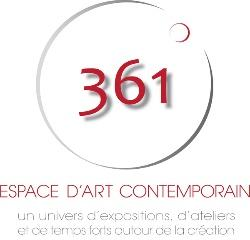 361
ESPACE D'ART CONTEMPORAIN
un univers d'expositions, d'ateliers
et de temps forts autour de la création